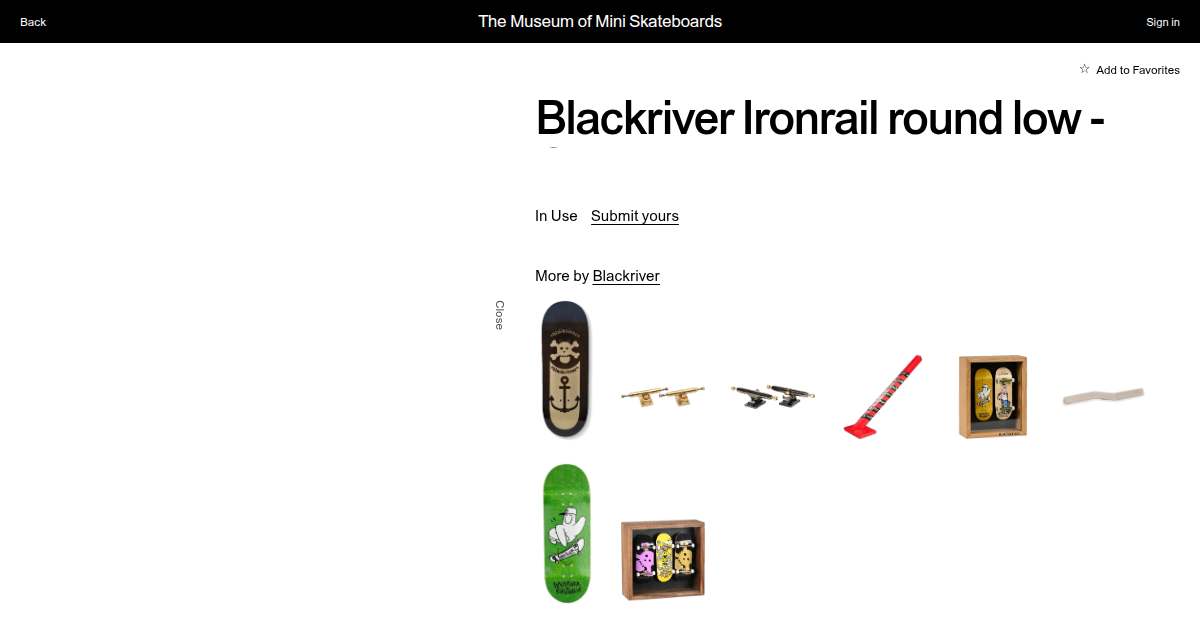 Back
The Museum of Mini Skateboards
Sign in
☆ Add to Favorites
Blackriver Ironrail round low -
In Use Submit yours
More by Blackriver
Close